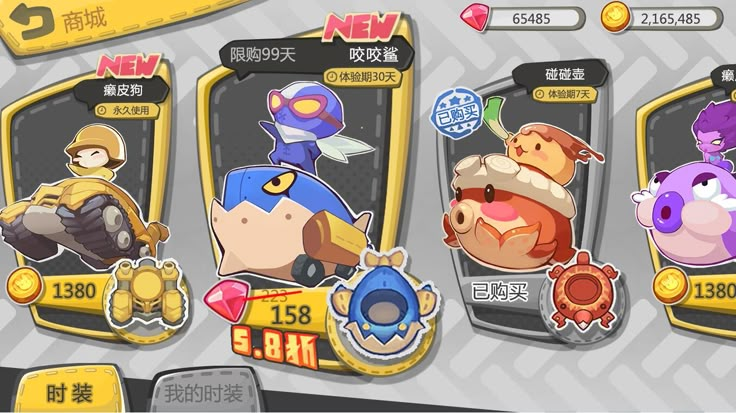 商城
65485
2,165,485
NEW
癞皮狗
永久使用
1380
NEW
限购99天
咬咬鲨
体验期30天
223
158
5.8折
碰碰壶
体验期7天
已购买
已购买
1380
时装
我的时装